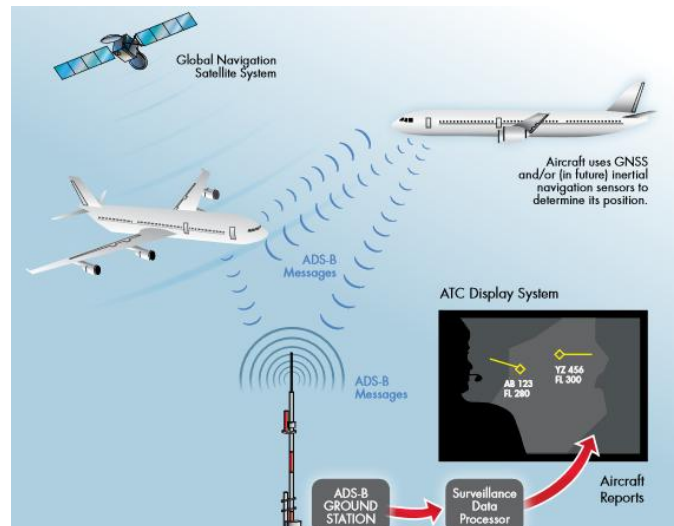 Global Navigation
Satellite System
Aircraft uses GNSS
and/or (in future) inertial
navigation sensors to
determine its position.
ADS-B
Messages
ATC Display System
AB 123
FL 280
YZ 456
FL 300
ADS-B
Messages
Aircraft
Reports
ADS-B
GROUND
STATION
Surveillance
Data
Processor